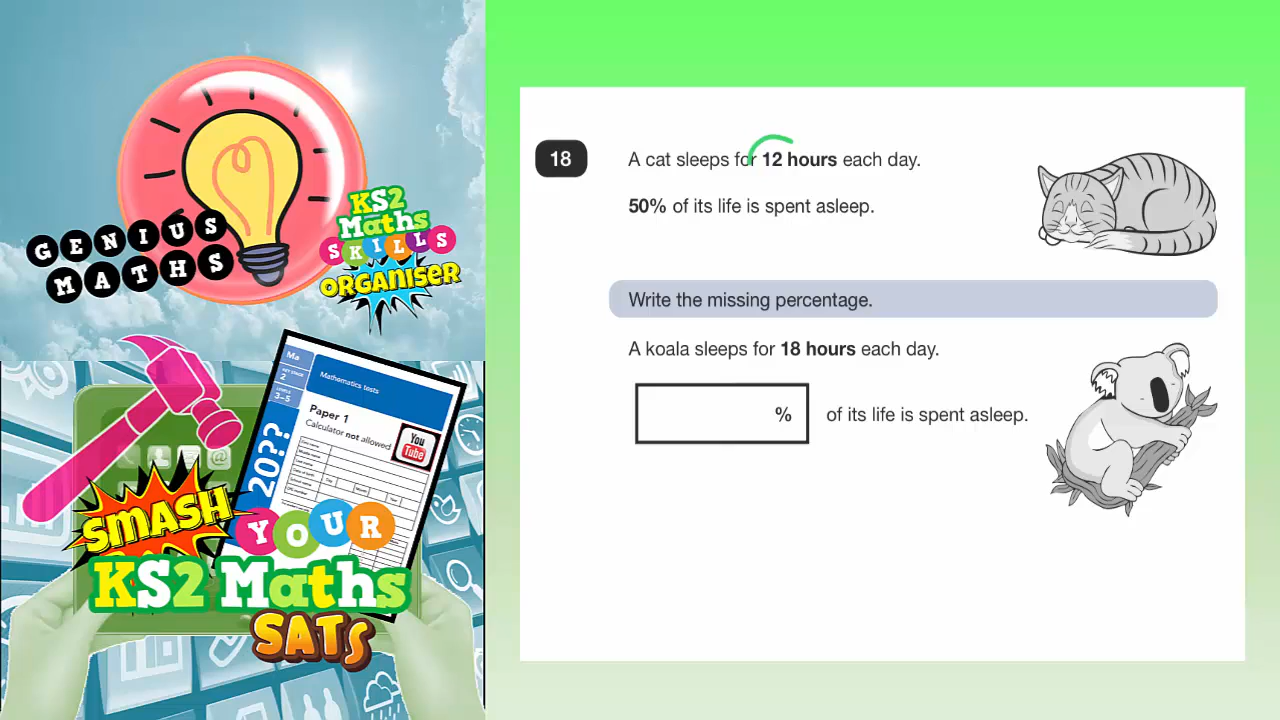 GENIUS
MATHS
KS2
Maths
SKILLS
ORGANISER
Ma
KEY STAGE
2
LEVELS
3–5
Mathematics tests
Paper 1
Calculator not allowed
20??
You
Tube
SMASH
YOUR
KS2 Maths
SATS
18
A cat sleeps for 12 hours each day.
50% of its life is spent asleep.
Write the missing percentage.
A koala sleeps for 18 hours each day.
% of its life is spent asleep.